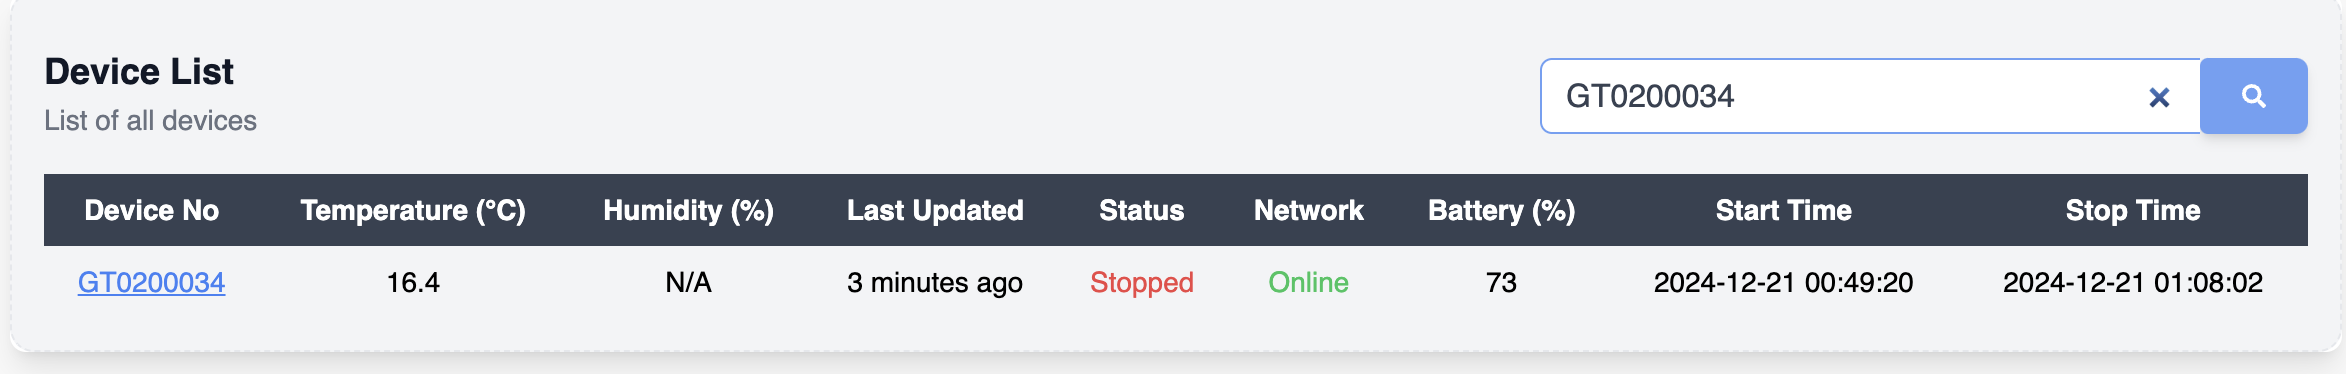 Device List
List of all devices
GT0200034
Device No Temperature (°C) Humidity (%) Last Updated Status Network Battery (%) Start Time Stop Time
GT0200034 16.4 N/A 3 minutes ago Stopped Online 73 2024-12-21 00:49:20 2024-12-21 01:08:02